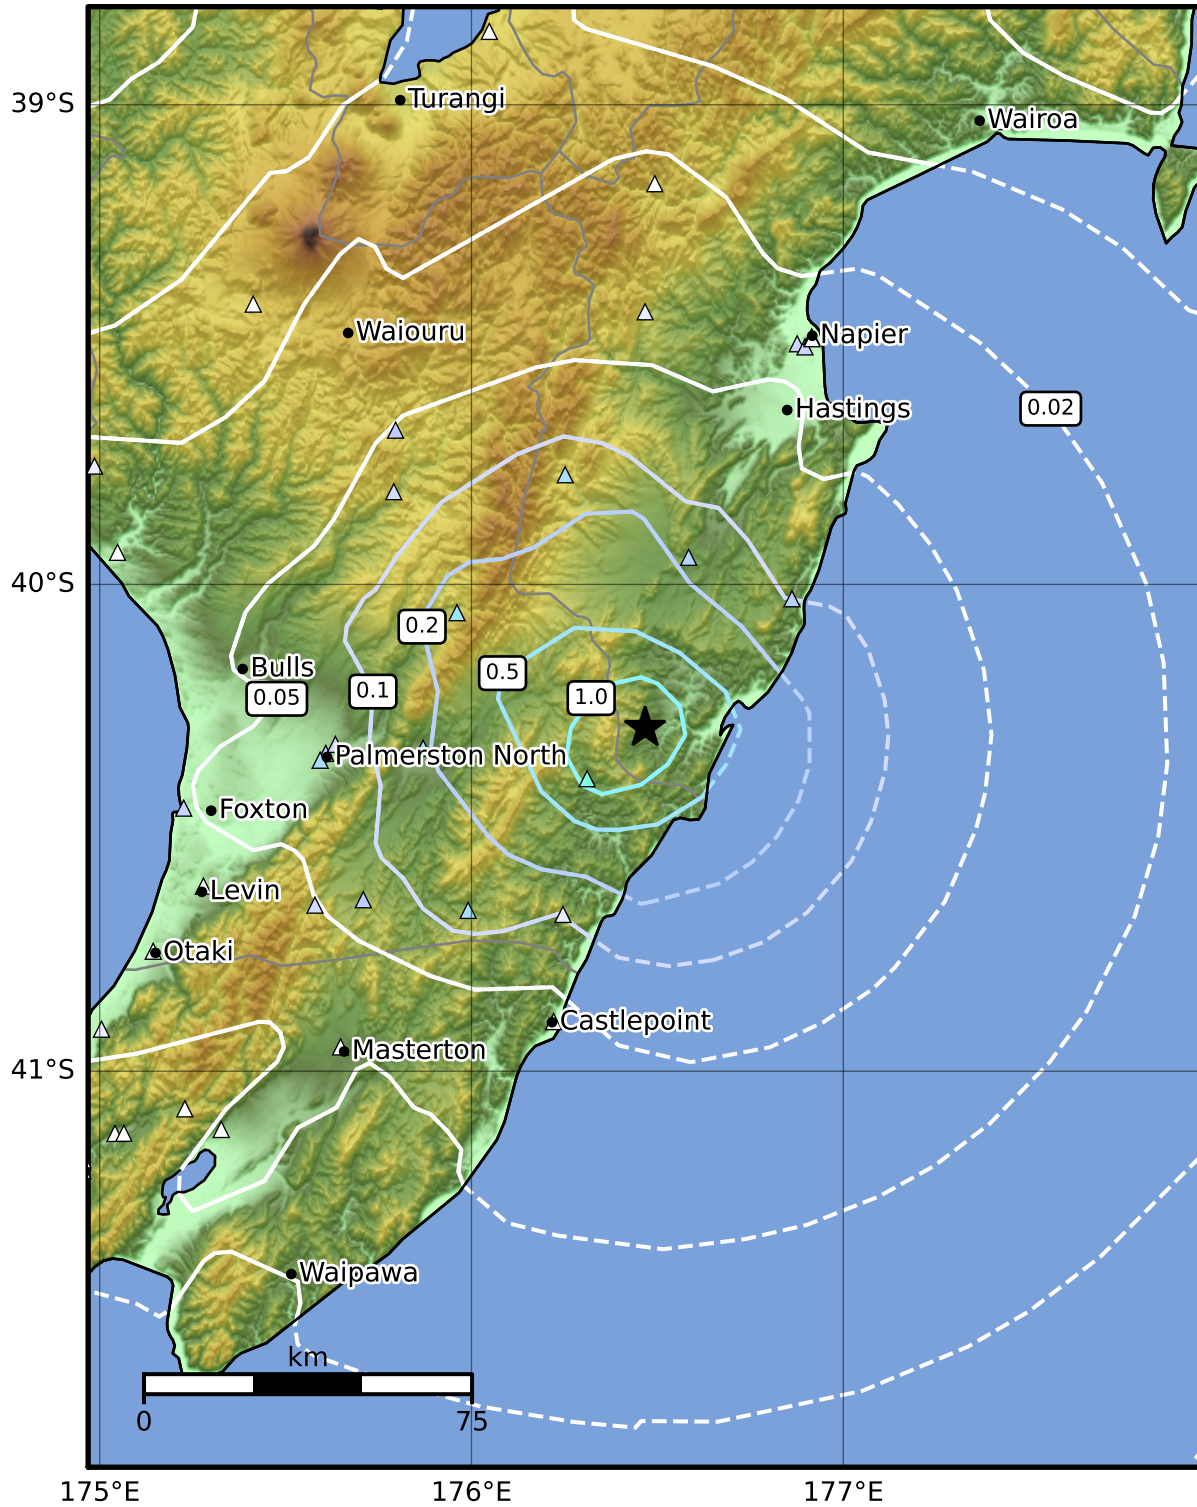 Turangi
39°S
Wairoa
Waiouru
Napier
Hastings
0.02
40°S
0.2
Bulls
0.5
0.05
0.1
1.0
Palmerston North
Foxton
Levin
Otaki
Castlepoint
Masterton
41°S
Waipawa
km
0
75
175°E
176°E
177°E